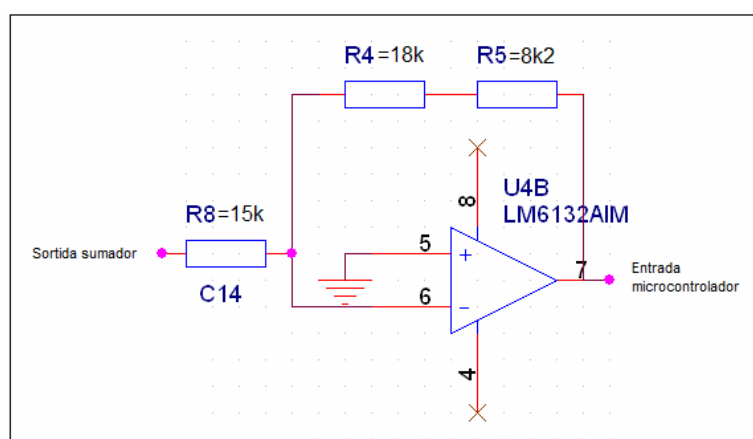 R4=18k
R5=8k2
U4B
LM6132AIM
8
R8=15k
5
+
Sortida sumador
7
Entrada
microcontrolador
6
-
C14
4